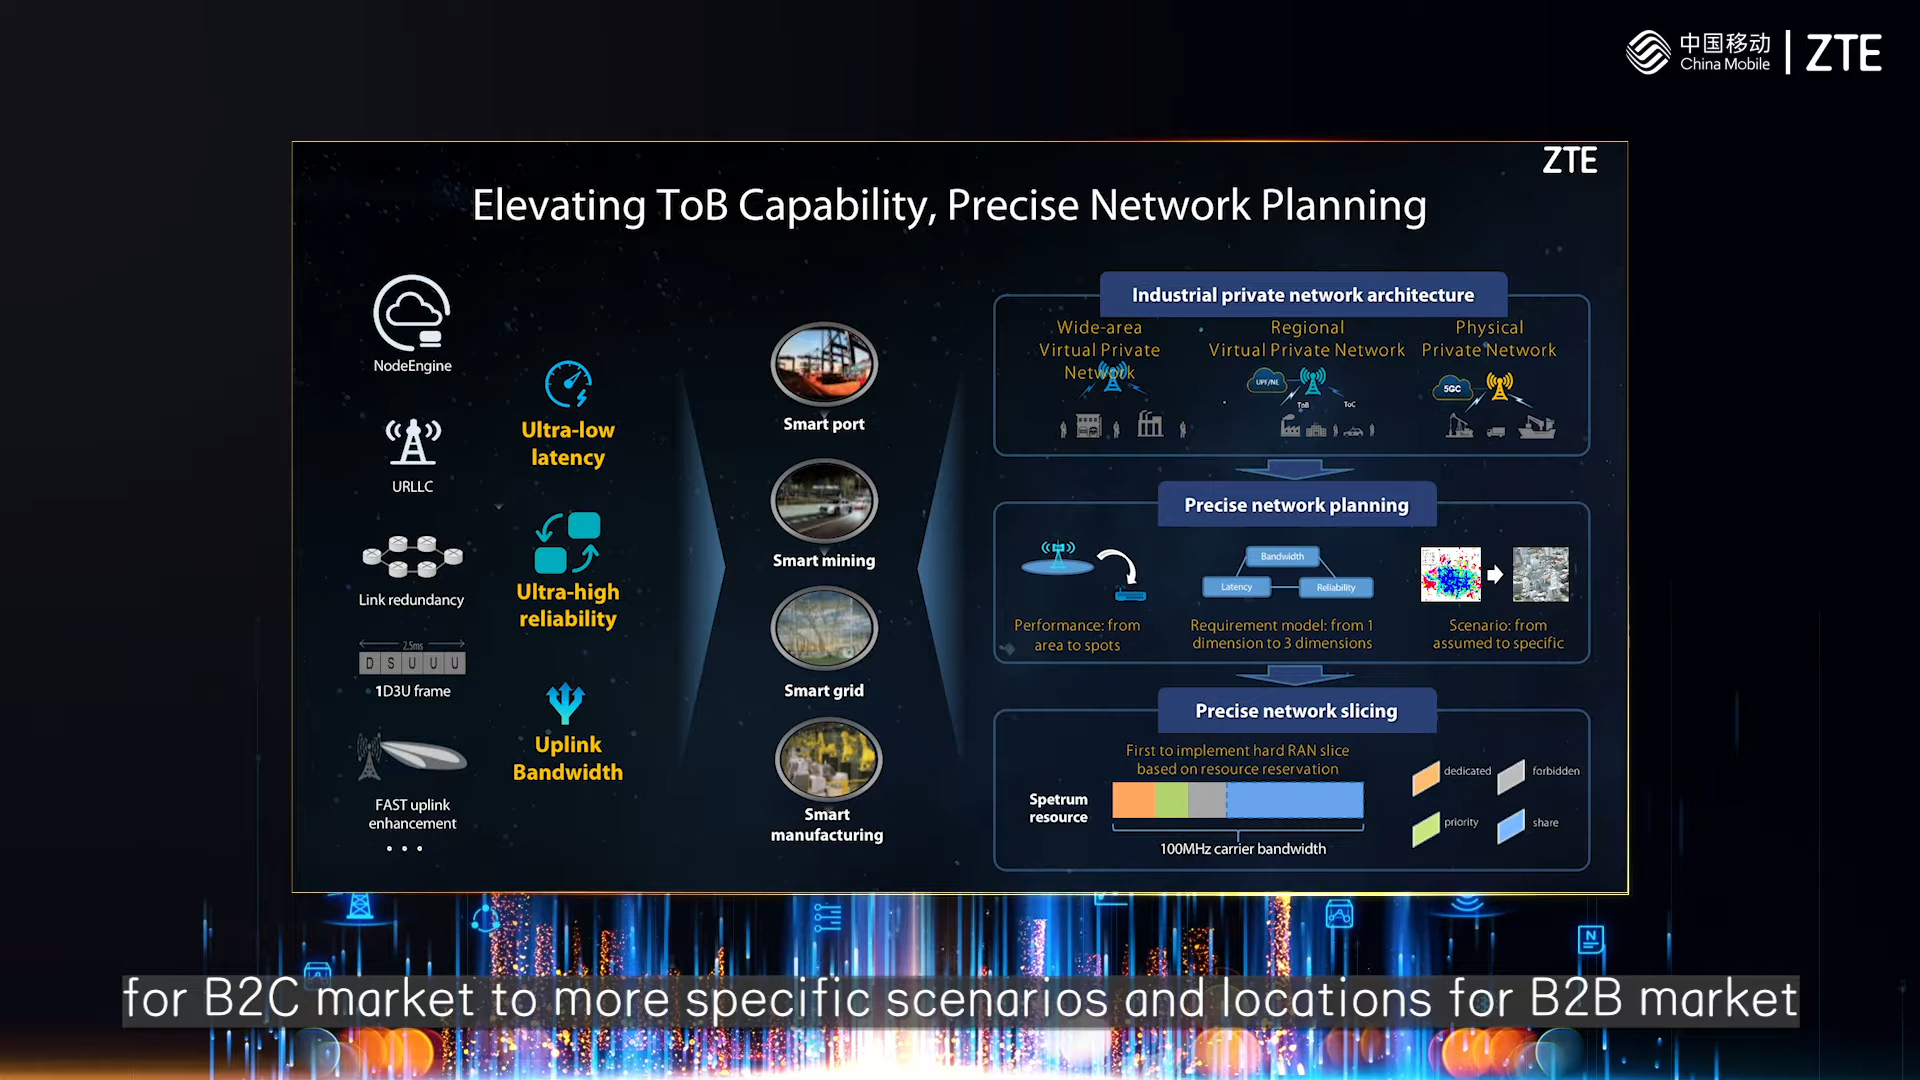 中国移动
China Mobile
ZTE
ZTE
Elevating ToB Capability, Precise Network Planning
NodeEngine
URLLC
Link redundancy
2.5ms
D S U U U
1D3U frame
FAST uplink
enhancement
...
Ultra-low
latency
Ultra-high
reliability
Uplink
Bandwidth
Smart port
Smart mining
Smart grid
Smart
manufacturing
Industrial private network architecture
Wide-area
Virtual Private
Network
Regional
Virtual Private Network
UPF/NE
ToB
ToC
Physical
Private Network
5GC
Precise network planning
Performance: from
area to spots
Bandwidth
Latency
Reliability
Requirement model: from 1
dimension to 3 dimensions
Scenario: from
assumed to specific
Precise network slicing
First to implement hard RAN slice
based on resource reservation
Spetrum
resource
100MHz carrier bandwidth
dedicated
forbidden
priority
share
N
for B2C market to more specific scenarios and locations for B2B market